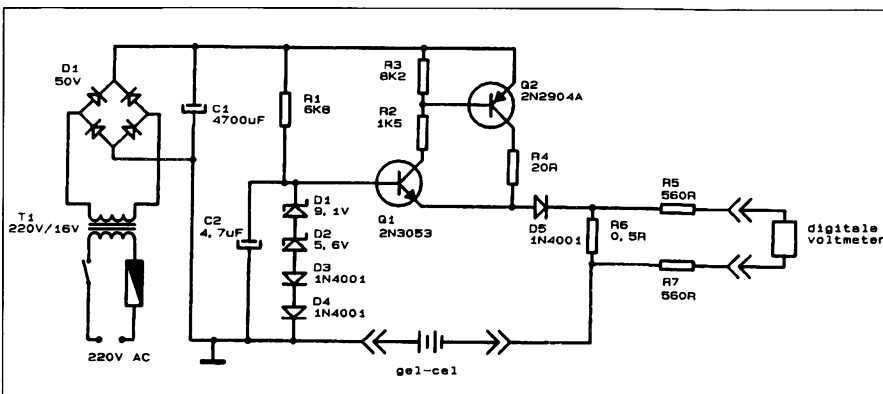 D1
50V
C1
4700uF
R1
6K8
R3
8K2
R2
1K5
Q2
2N2904A
R4
20R
T1
220V/16V
C2
4,7uF
D1
9,1V
D2
5,6V
D3
1N4001
D4
1N4001
Q1
2N3053
D5
1N4001
R5
560R
R6
0,5R
R7
560R
digitale
voltmeter
220V AC
gel-cel